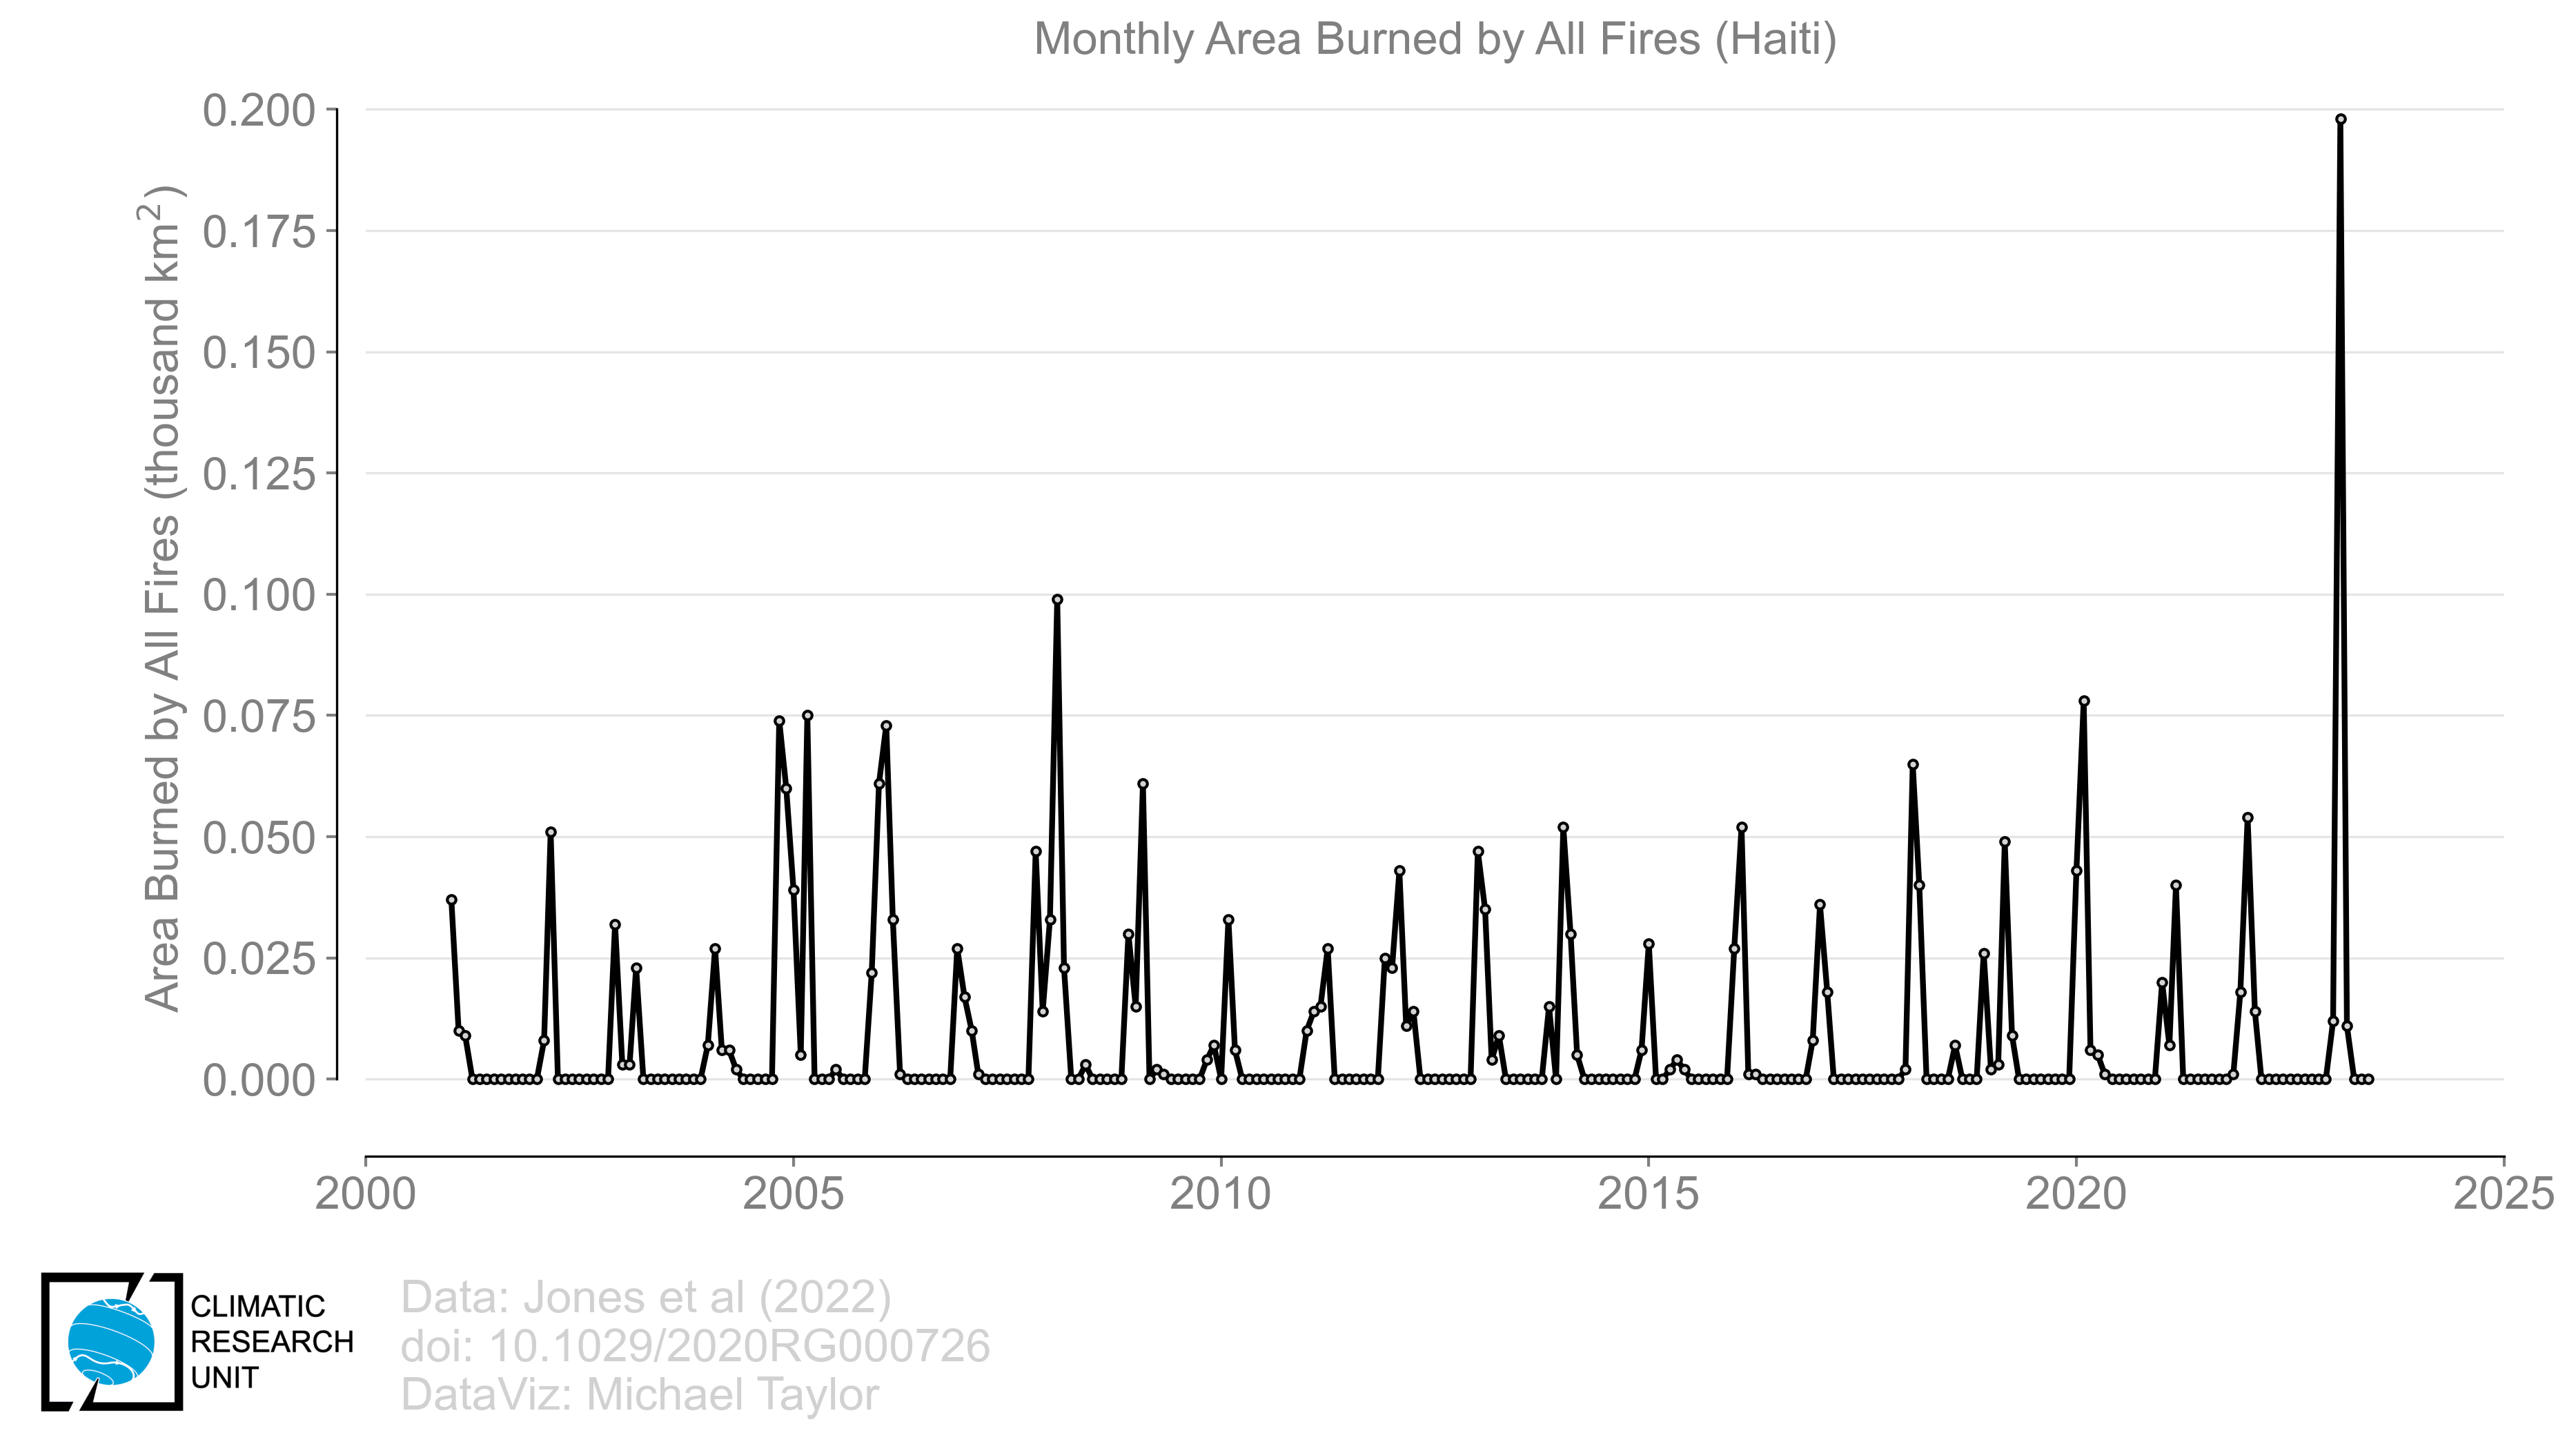 Monthly Area Burned by All Fires (Haiti)
Area Burned by All Fires (thousand km²)
0.200
0.175
0.150
0.125
0.100
0.075
0.050
0.025
0.000
2000 2005 2010 2015 2020 2025
CLIMATIC
RESEARCH
UNIT
Data: Jones et al (2022)
doi: 10.1029/2020RG000726
DataViz: Michael Taylor